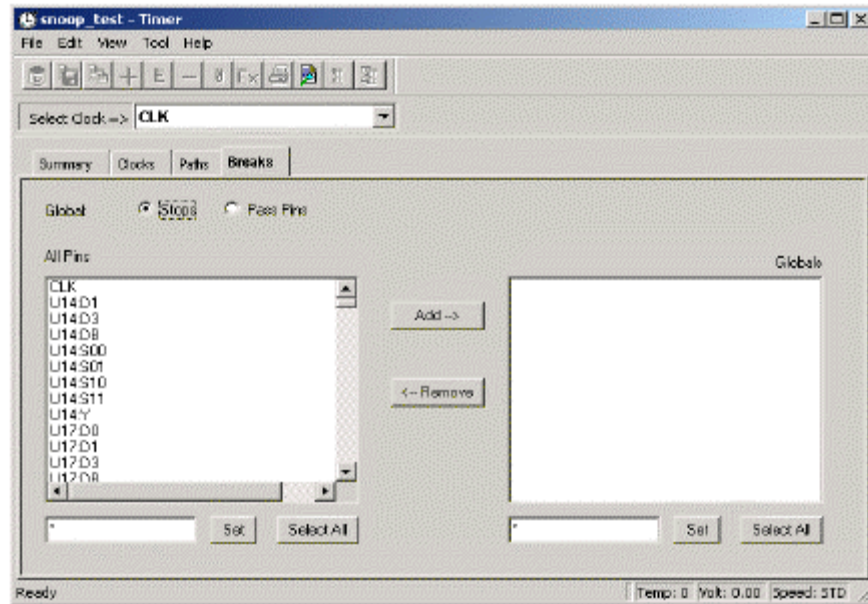 snoop_test - Timer
File Edit View Tool Help
Select Clock --> CLK
Summary Clocks Paths Breaks
Global Stops Pass Pins
All Pins
Globals
CLK
U14:D1
U14:D3
U14:DB
U14:S00
U14:S01
U14:S10
U14:S11
U14:Y
U17:D0
U17:D1
U17:D3
U17:DB
Add -->
<-- Remove
* Set Select All
* Set Select All
Ready Temp: 0 Volt: 0.00 Speed: STD